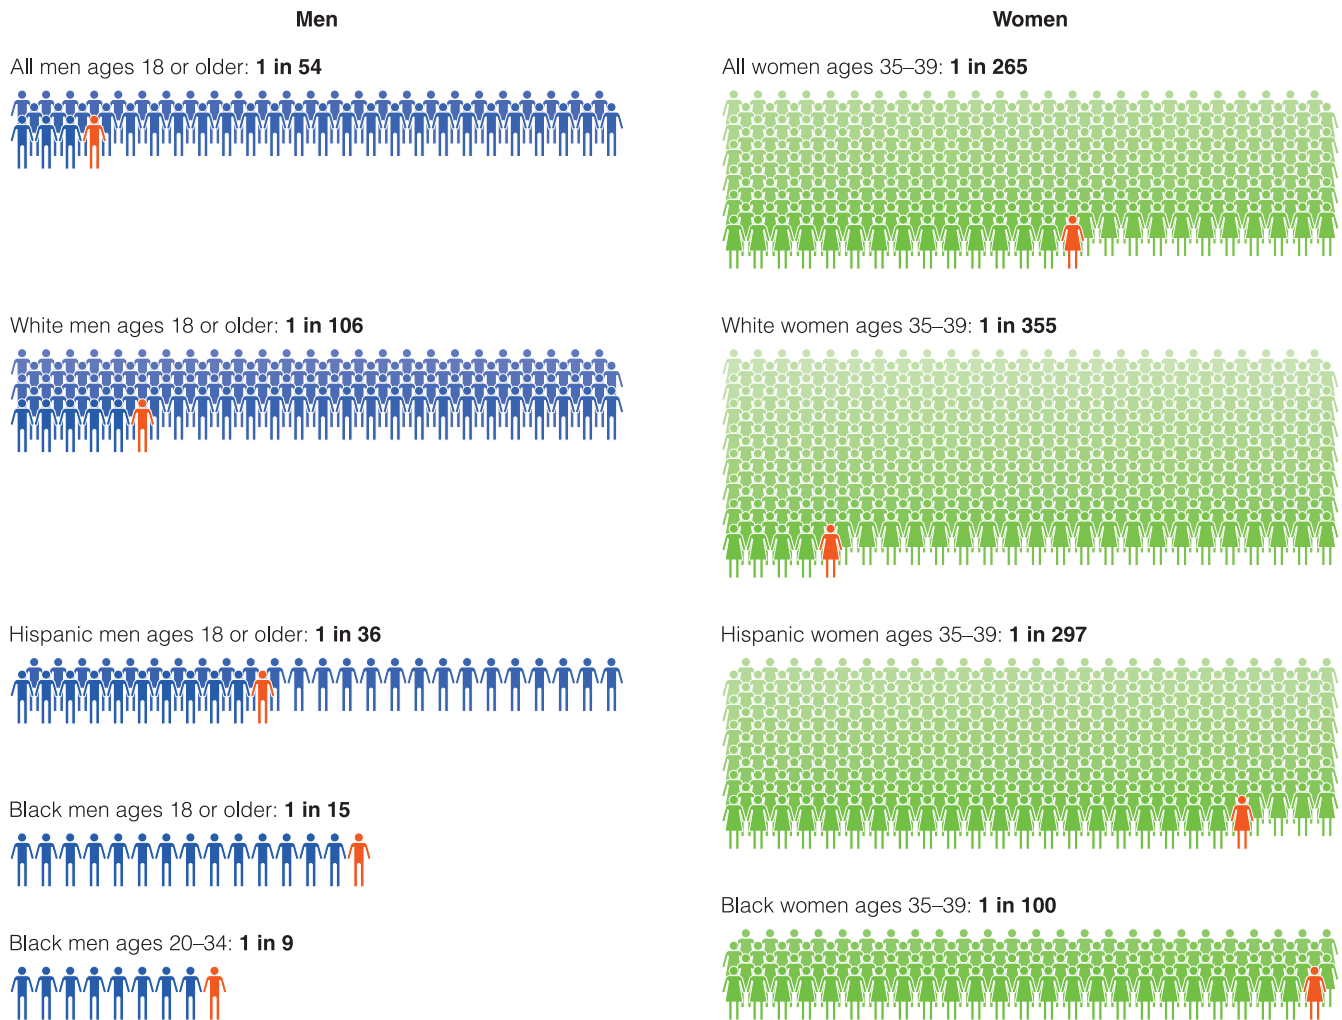 Men
All men ages 18 or older: 1 in 54
White men ages 18 or older: 1 in 106
Hispanic men ages 18 or older: 1 in 36
Black men ages 18 or older: 1 in 15
Black men ages 20–34: 1 in 9
Women
All women ages 35–39: 1 in 265
White women ages 35–39: 1 in 355
Hispanic women ages 35–39: 1 in 297
Black women ages 35–39: 1 in 100